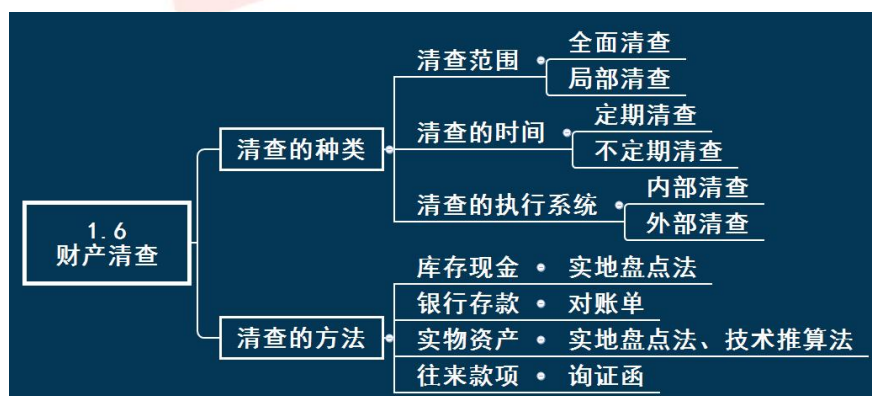 1.6
财产清查
清查的种类
清查范围
全面清查
局部清查
清查的时间
定期清查
不定期清查
清查的执行系统
内部清查
外部清查
清查的方法
库存现金 实地盘点法
银行存款 对账单
实物资产 实地盘点法、技术推算法
往来款项 询证函